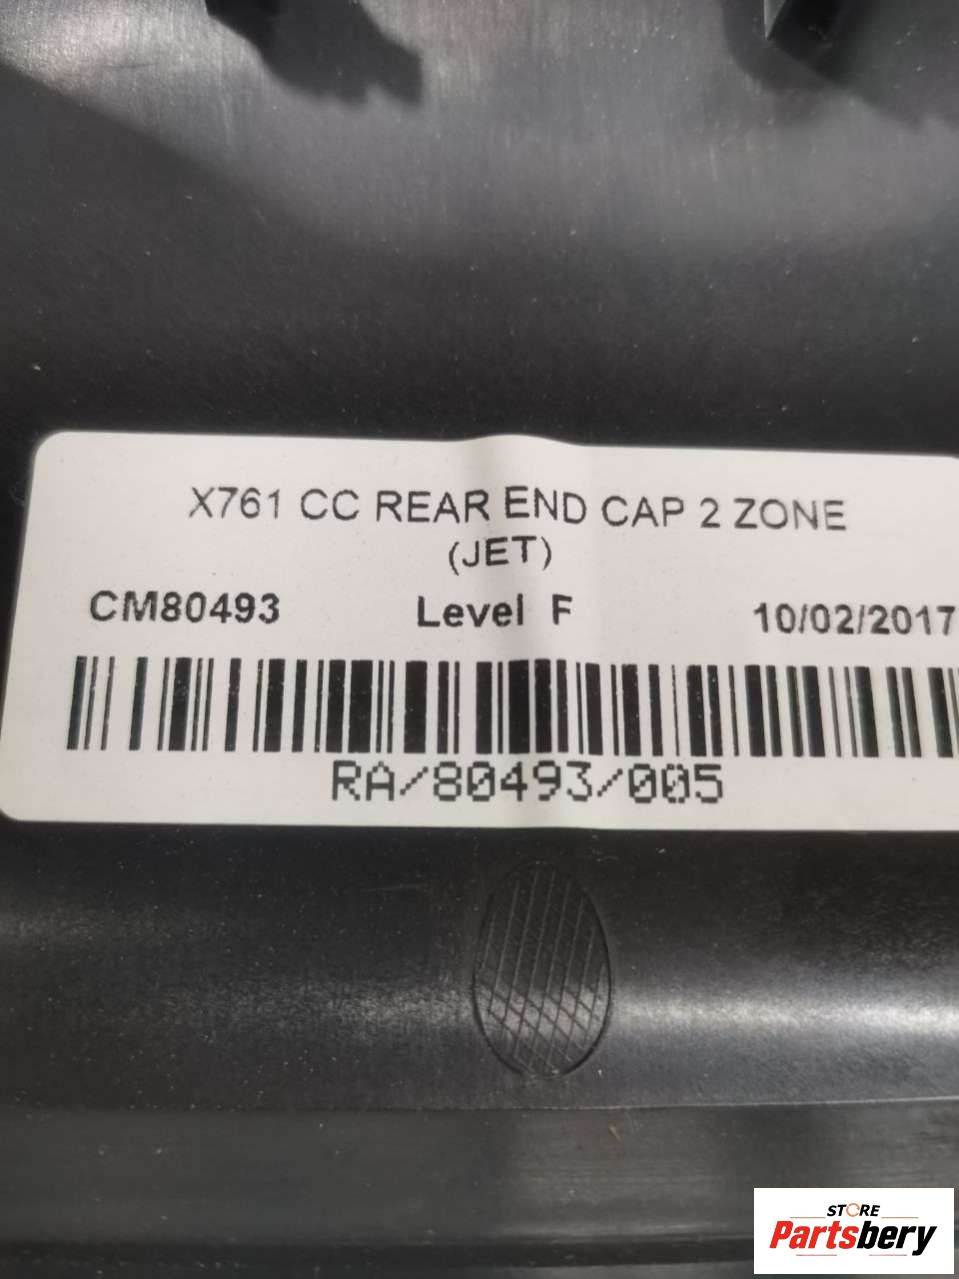 X761 CC REAR END CAP 2 ZONE
(JET)
CM80493 Level F 10/02/2017
RA/80493/005
STORE
Partsbery